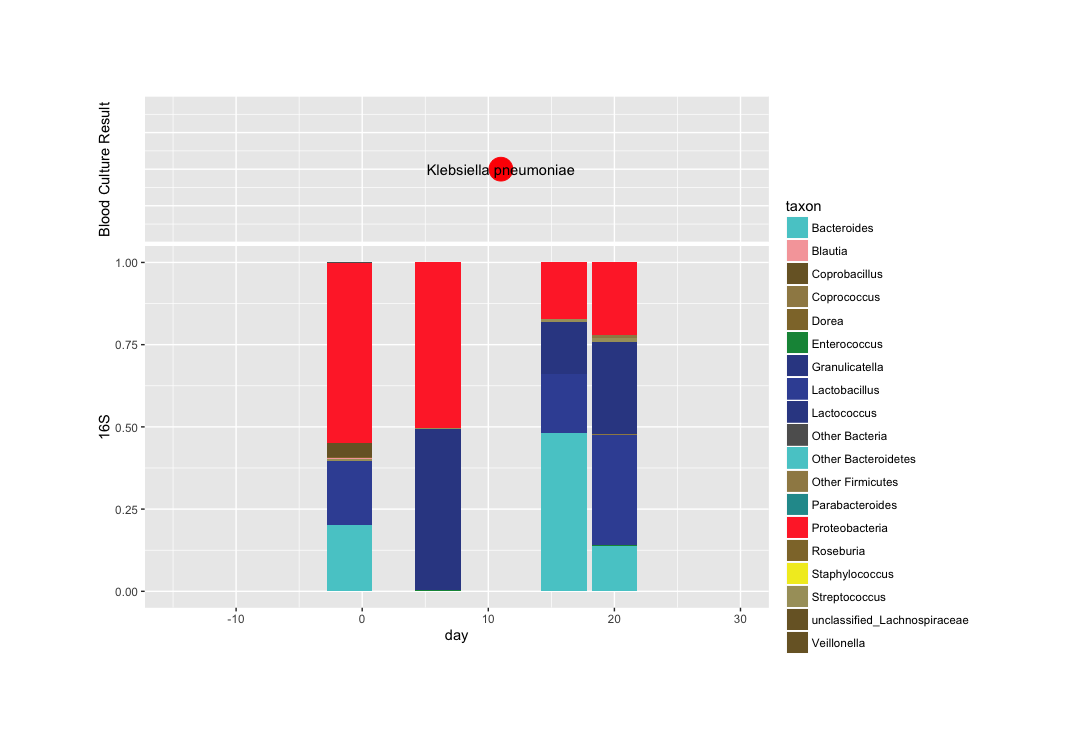 Blood Culture Result
Klebsiella pneumoniae
16S
1.00
0.75
0.50
0.25
0.00
-10
0
10
20
30
day
taxon
Bacteroides
Blautia
Coprobacillus
Coprococcus
Dorea
Enterococcus
Granulicatella
Lactobacillus
Lactococcus
Other Bacteria
Other Bacteroidetes
Other Firmicutes
Parabacteroides
Proteobacteria
Roseburia
Staphylococcus
Streptococcus
unclassified_Lachnospiraceae
Veillonella